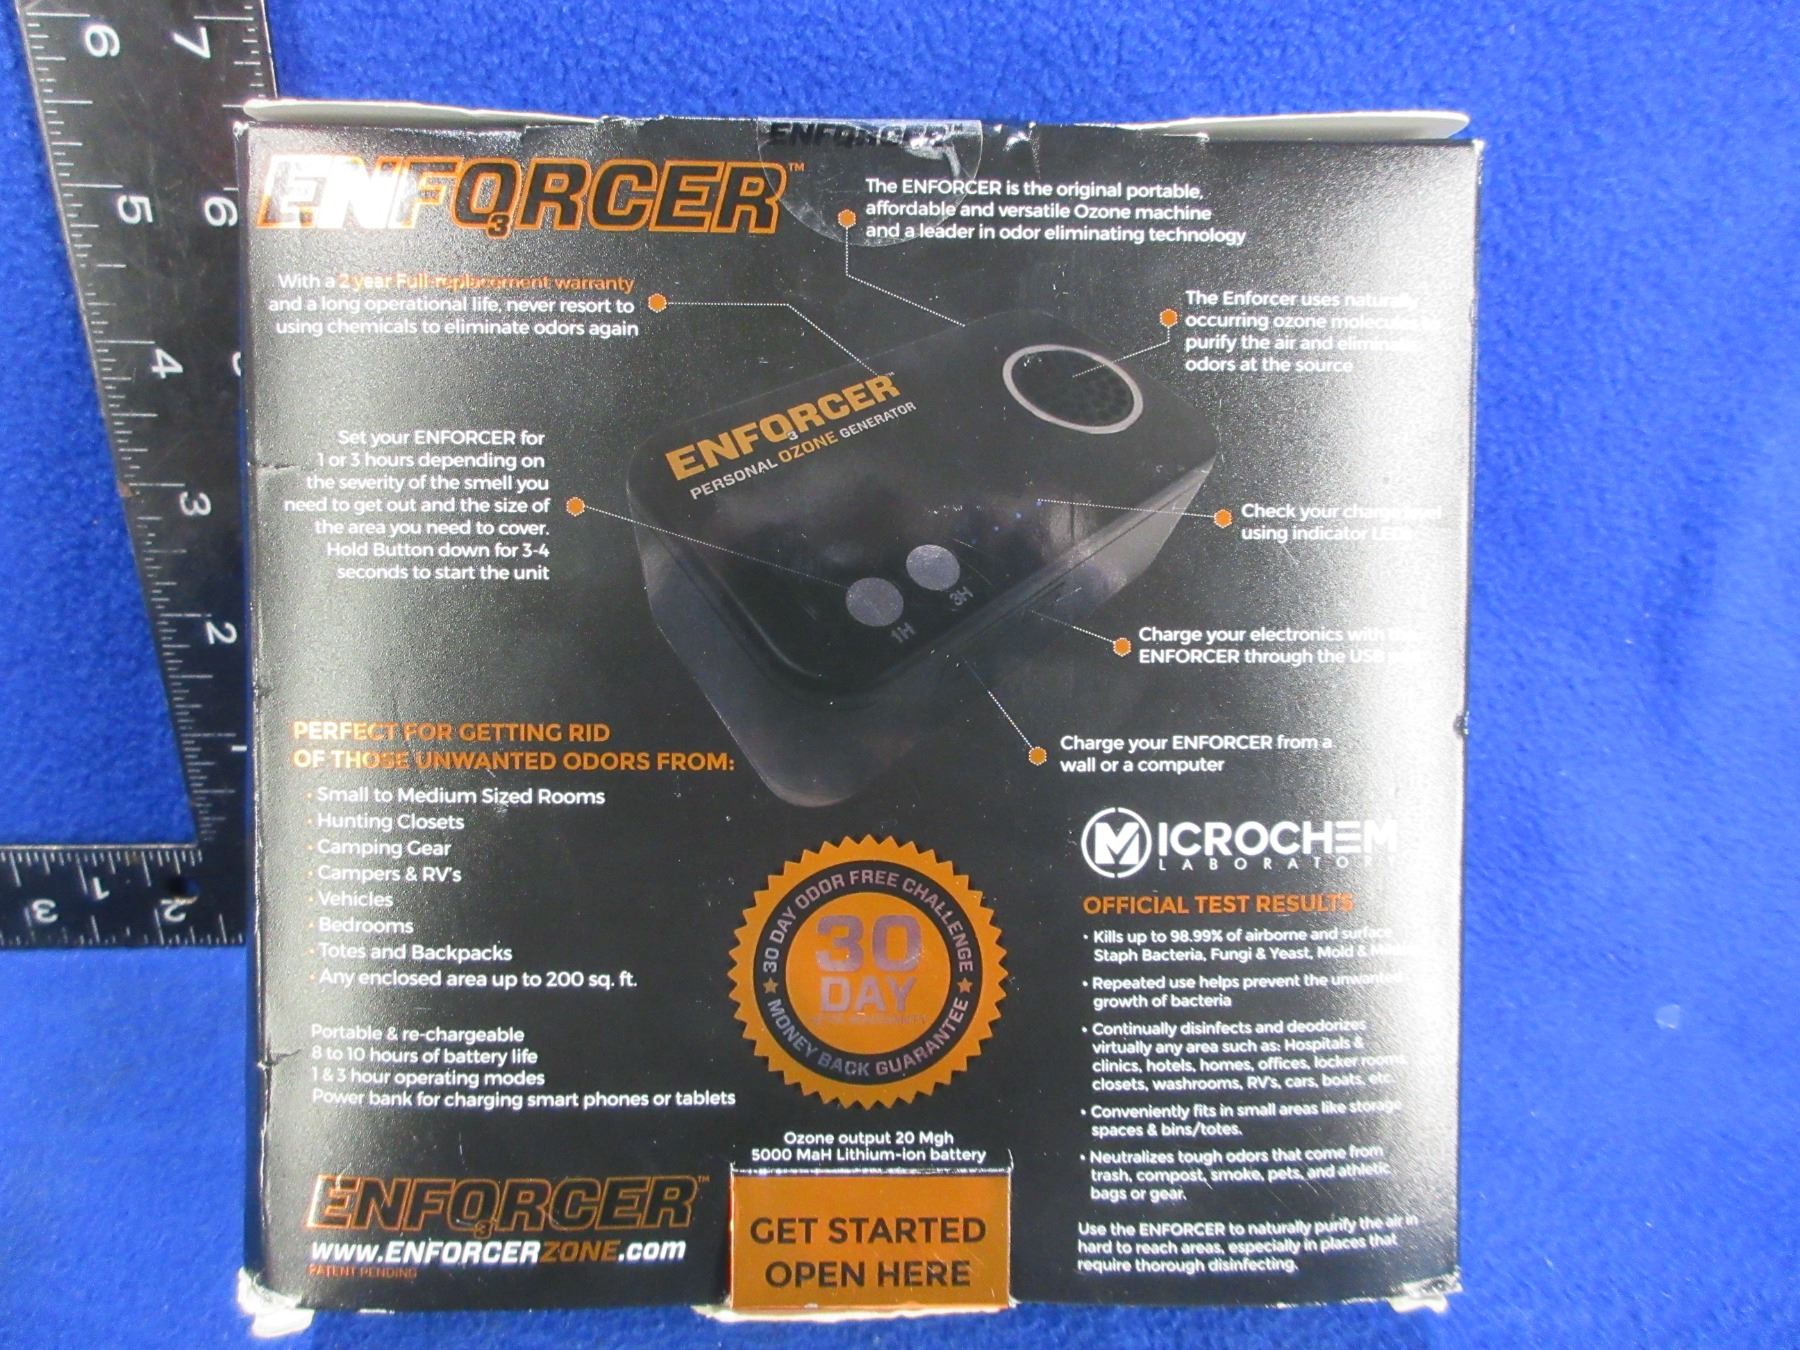 ENFORCER™
ENFO3RCER™
The ENFORCER is the original portable,
affordable and versatile Ozone machine
and a leader in odor eliminating technology
With a 2 year Full-replacement warranty
and a long operational life, never resort to
using chemicals to eliminate odors again
The Enforcer uses
occurring ozone
purify the air and
odors at the source
Set your ENFORCER for
1 or 3 hours depending on
the severity of the smell you
need to get out and the size of
the area you need to cover.
Hold Button down for 3-4
seconds to start the unit
ENFO3RCER™
PERSONAL OZONE GENERATOR
1H
3H
Check your charge
using indicator
Charge your electronics with
ENFORCER through the USB
Charge your ENFORCER from a
wall or a computer
PERFECT FOR GETTING RID
OF THOSE UNWANTED ODORS FROM:
· Small to Medium Sized Rooms
· Hunting Closets
· Camping Gear
· Campers & RV's
· Vehicles
· Bedrooms
· Totes and Backpacks
· Any enclosed area up to 200 sq. ft.
Portable & re-chargeable
8 to 10 hours of battery life
1 & 3 hour operating modes
Power bank for charging smart phones or tablets
30 DAY ODOR FREE CHALLENGE
30
DAY
MONEY BACK GUARANTEE
Ozone output 20 Mgh
5000 MaH Lithium-ion battery
GET STARTED
OPEN HERE
ENFO3RCER™
www.ENFORCERZONE.com
PATENT PENDING
MICROCHEM
LABORATORY
OFFICIAL TEST RESULTS
• Kills up to 98.99% of airborne and surface
Staph Bacteria, Fungi & Yeast, Mold &
• Repeated use helps prevent the unwanted
growth of bacteria
• Continually disinfects and deodorizes
virtually any area such as: Hospitals &
clinics, hotels, homes, offices, locker rooms,
closets, washrooms, RV's, cars, boats, etc.
• Conveniently fits in small areas like storage
spaces & bins/totes.
• Neutralizes tough odors that come from
trash, compost, smoke, pets, and athletic
bags or gear.
Use the ENFORCER to naturally purify the air in
hard to reach areas, especially in places that
require thorough disinfecting.
6 7
5 6
4
3
2
1
3 1 2